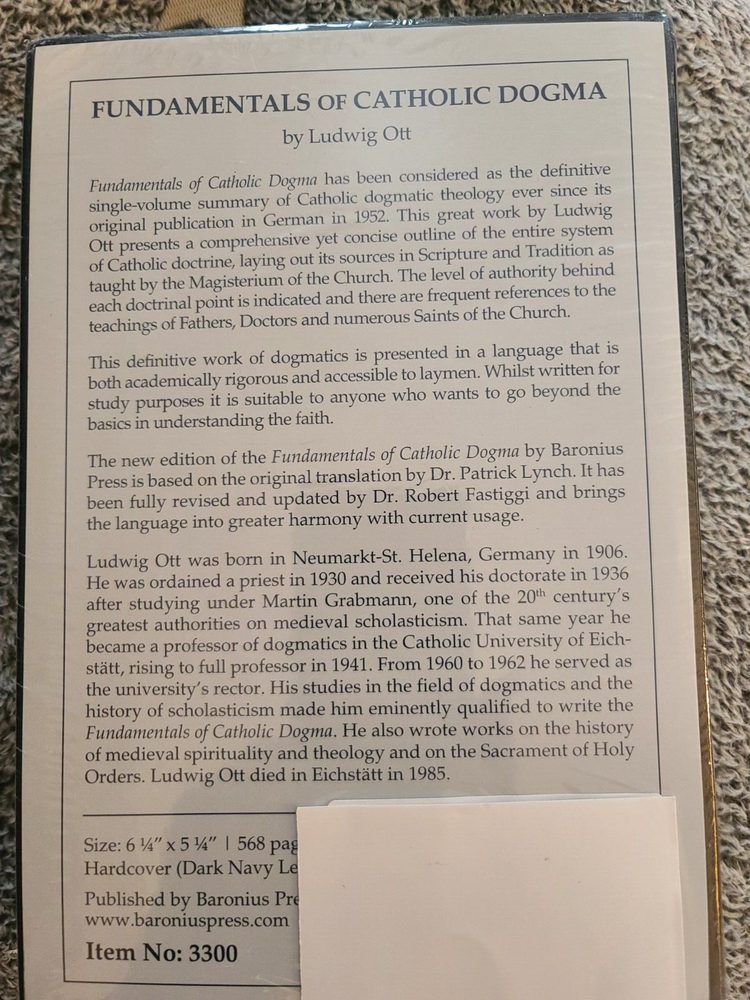 FUNDAMENTALS OF CATHOLIC DOGMA
by Ludwig Ott
Fundamentals of Catholic Dogma has been considered as the definitive
single-volume summary of Catholic dogmatic theology ever since its
original publication in German in 1952. This great work by Ludwig
Ott presents a comprehensive yet concise outline of the entire system
of Catholic doctrine, laying out its sources in Scripture and Tradition as
taught by the Magisterium of the Church. The level of authority behind
each doctrinal point is indicated and there are frequent references to the
teachings of Fathers, Doctors and numerous Saints of the Church.
This definitive work of dogmatics is presented in a language that is
both academically rigorous and accessible to laymen. Whilst written for
study purposes it is suitable to anyone who wants to go beyond the
basics in understanding the faith.
The new edition of the Fundamentals of Catholic Dogma by Baronius
Press is based on the original translation by Dr. Patrick Lynch. It has
been fully revised and updated by Dr. Robert Fastiggi and brings
the language into greater harmony with current usage.
Ludwig Ott was born in Neumarkt-St. Helena, Germany in 1906.
He was ordained a priest in 1930 and received his doctorate in 1936
after studying under Martin Grabmann, one of the 20th century's
greatest authorities on medieval scholasticism. That same year he
became a professor of dogmatics in the Catholic University of Eich-
stätt, rising to full professor in 1941. From 1960 to 1962 he served as
the university's rector. His studies in the field of dogmatics and the
history of scholasticism made him eminently qualified to write the
Fundamentals of Catholic Dogma. He also wrote works on the history
of medieval spirituality and theology and on the Sacrament of Holy
Orders. Ludwig Ott died in Eichstätt in 1985.
Size: 6 ¼" x 5 ¼" | 568 pag
Hardcover (Dark Navy Le
Published by Baronius Pre
www.baroniuspress.com
Item No: 3300